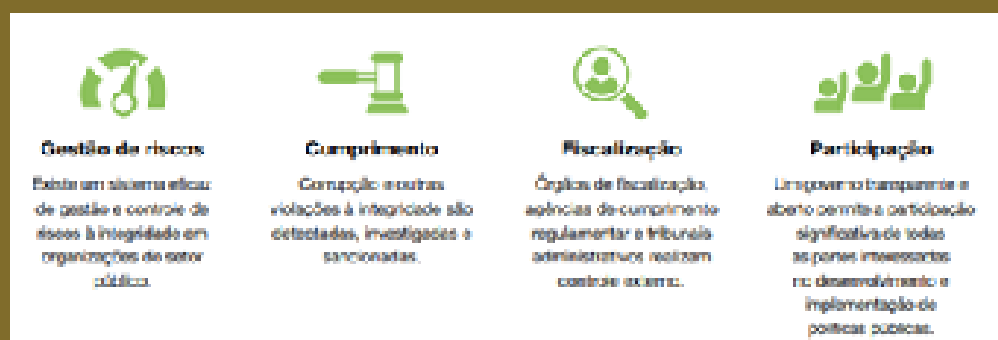 Gestão de riscos
Existe um sistema eficaz
de gestão e controle de
riscos à integridade em
organizações de setor
público.
Cumprimento
Corrupção e outras
violações à integridade são
detectadas, investigadas e
sancionadas.
Fiscalização
Órgãos de fiscalização,
agências de cumprimento
regulamentar e tribunais
administrativos realizam
controle externo.
Participação
Um governo transparente e
aberto permite a participação
significativa de todas
as partes interessadas
no desenvolvimento e
implementação de
políticas públicas.